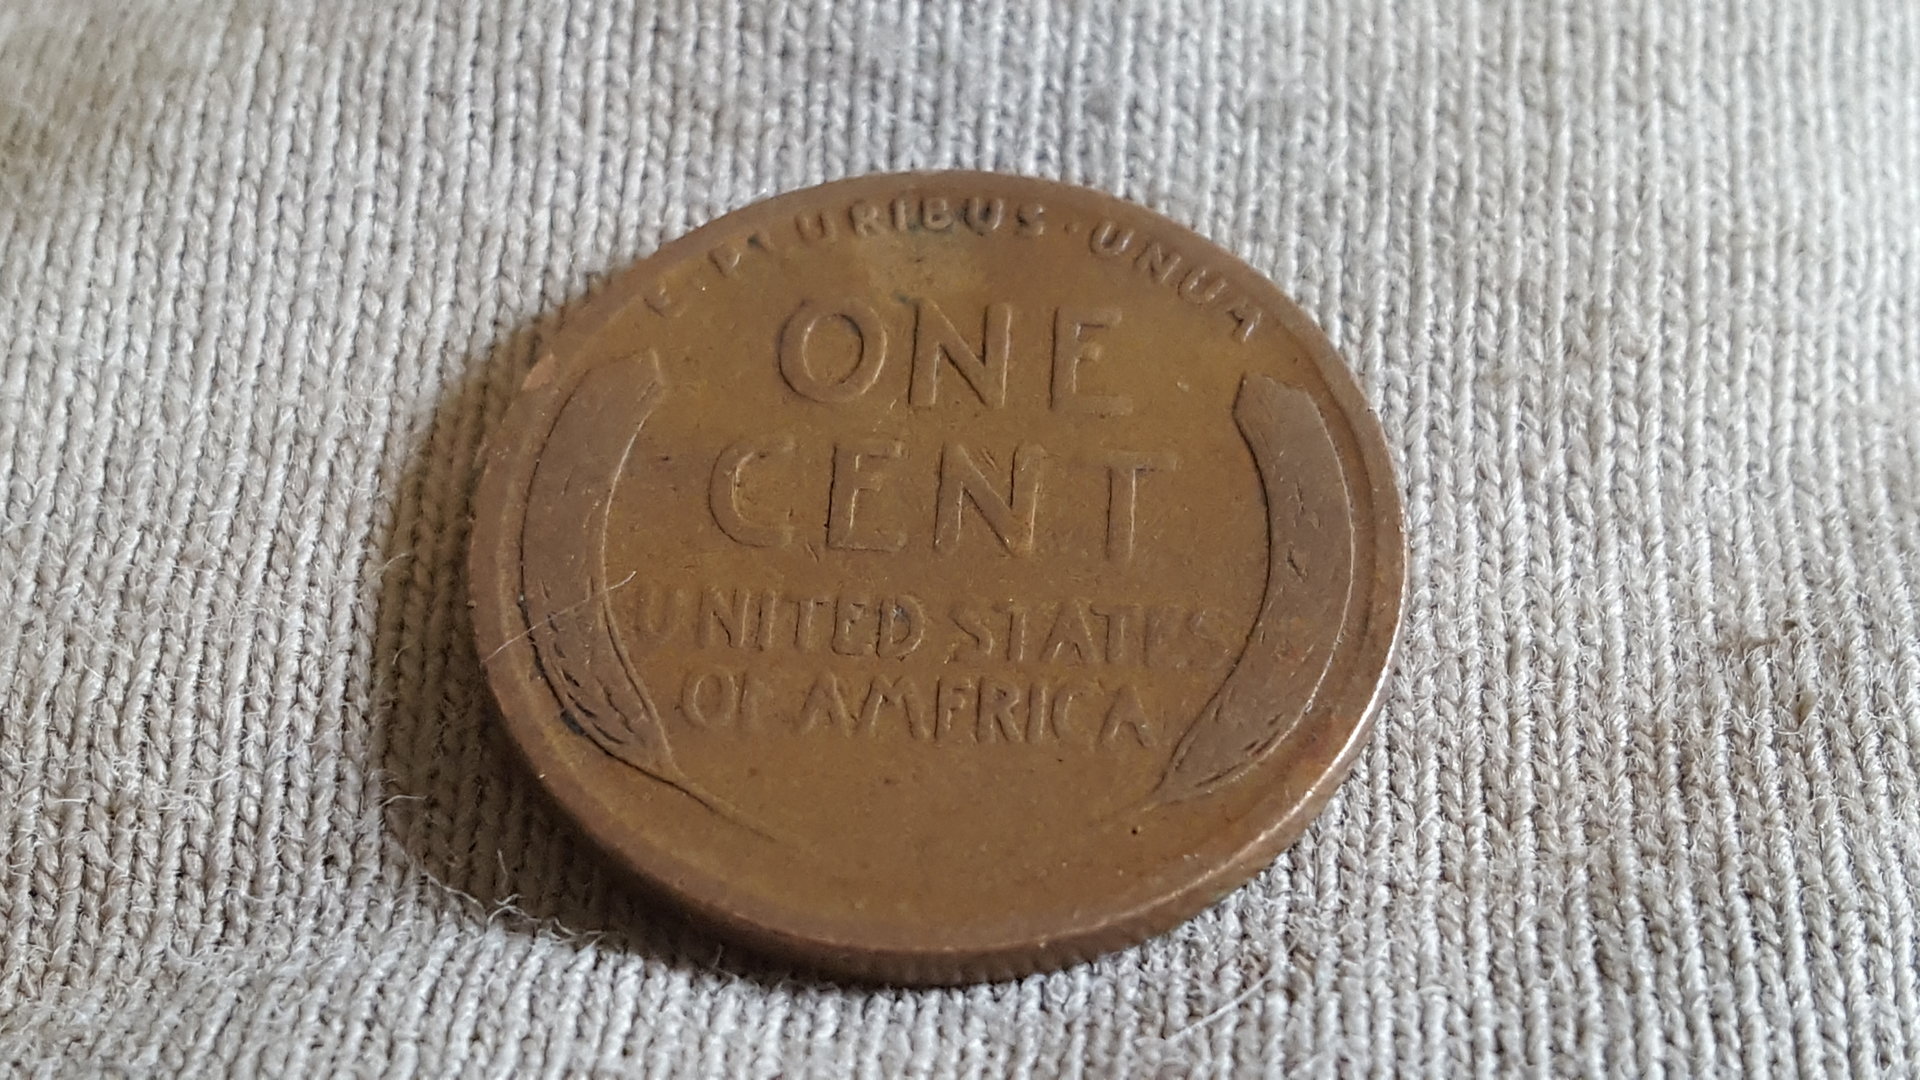 E·PLURIBUS·UNUM
ONE
CENT
UNITED STATES
OF AMERICA